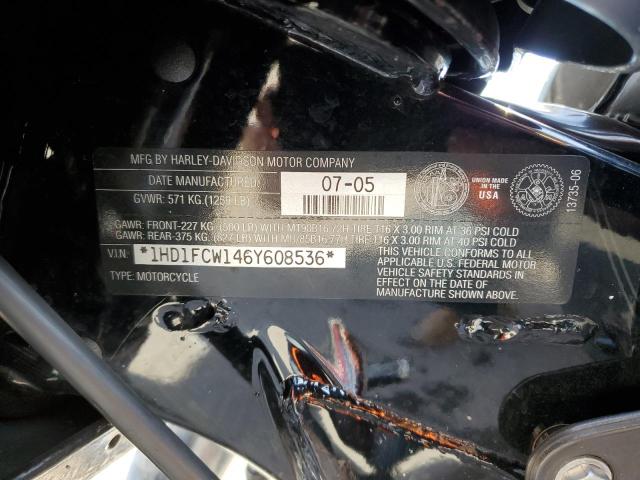 MFG BY HARLEY-DAVIDSON MOTOR COMPANY
DATE MANUFACTURED: 07-05
GVWR: 571 KG.(1259 LB)
GAWR: FRONT-227 KG (500 LB) WITH MT90B16 72H TIRE T16 X 3.00 RIM AT 36 PSI COLD
GAWR: REAR-375 KG. (827 LB) WITH MU85B16 77H TIRE T16 X 3.00 RIM AT 40 PSI COLD
V.I.N: *1HD1FCW146Y608536*
TYPE: MOTORCYCLE
THIS VEHICLE CONFORMS TO ALL
APPLICABLE U.S. FEDERAL MOTOR
VEHICLE SAFETY STANDARDS IN
EFFECT ON THE DATE OF
MANUFACTURE SHOWN ABOVE.
UNION MADE IN THE
USA
13735-06